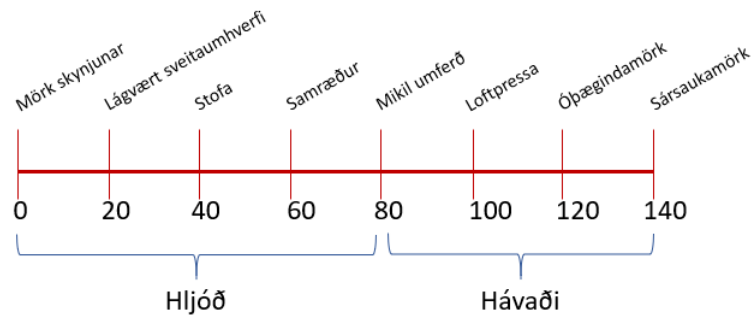 Mörk skynjunar
Lágvært sveitaumhverfi
Stofa
Samræður
Mikil umferð
Loftpressa
Óþægindamörk
Sársaukamörk
0 20 40 60 80 100 120 140
Hljóð Hávaði